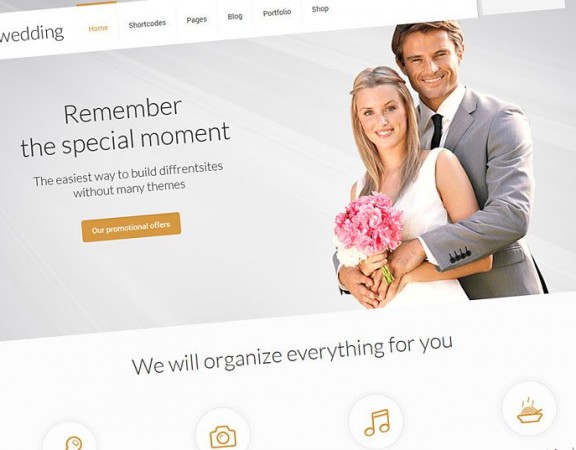 wedding
Home
Shortcodes
Pages
Blog
Portfolio
Shop
Remember
the special moment
The easiest way to build diffrentsites
without many themes
Our promotional offers
We will organize everything for you